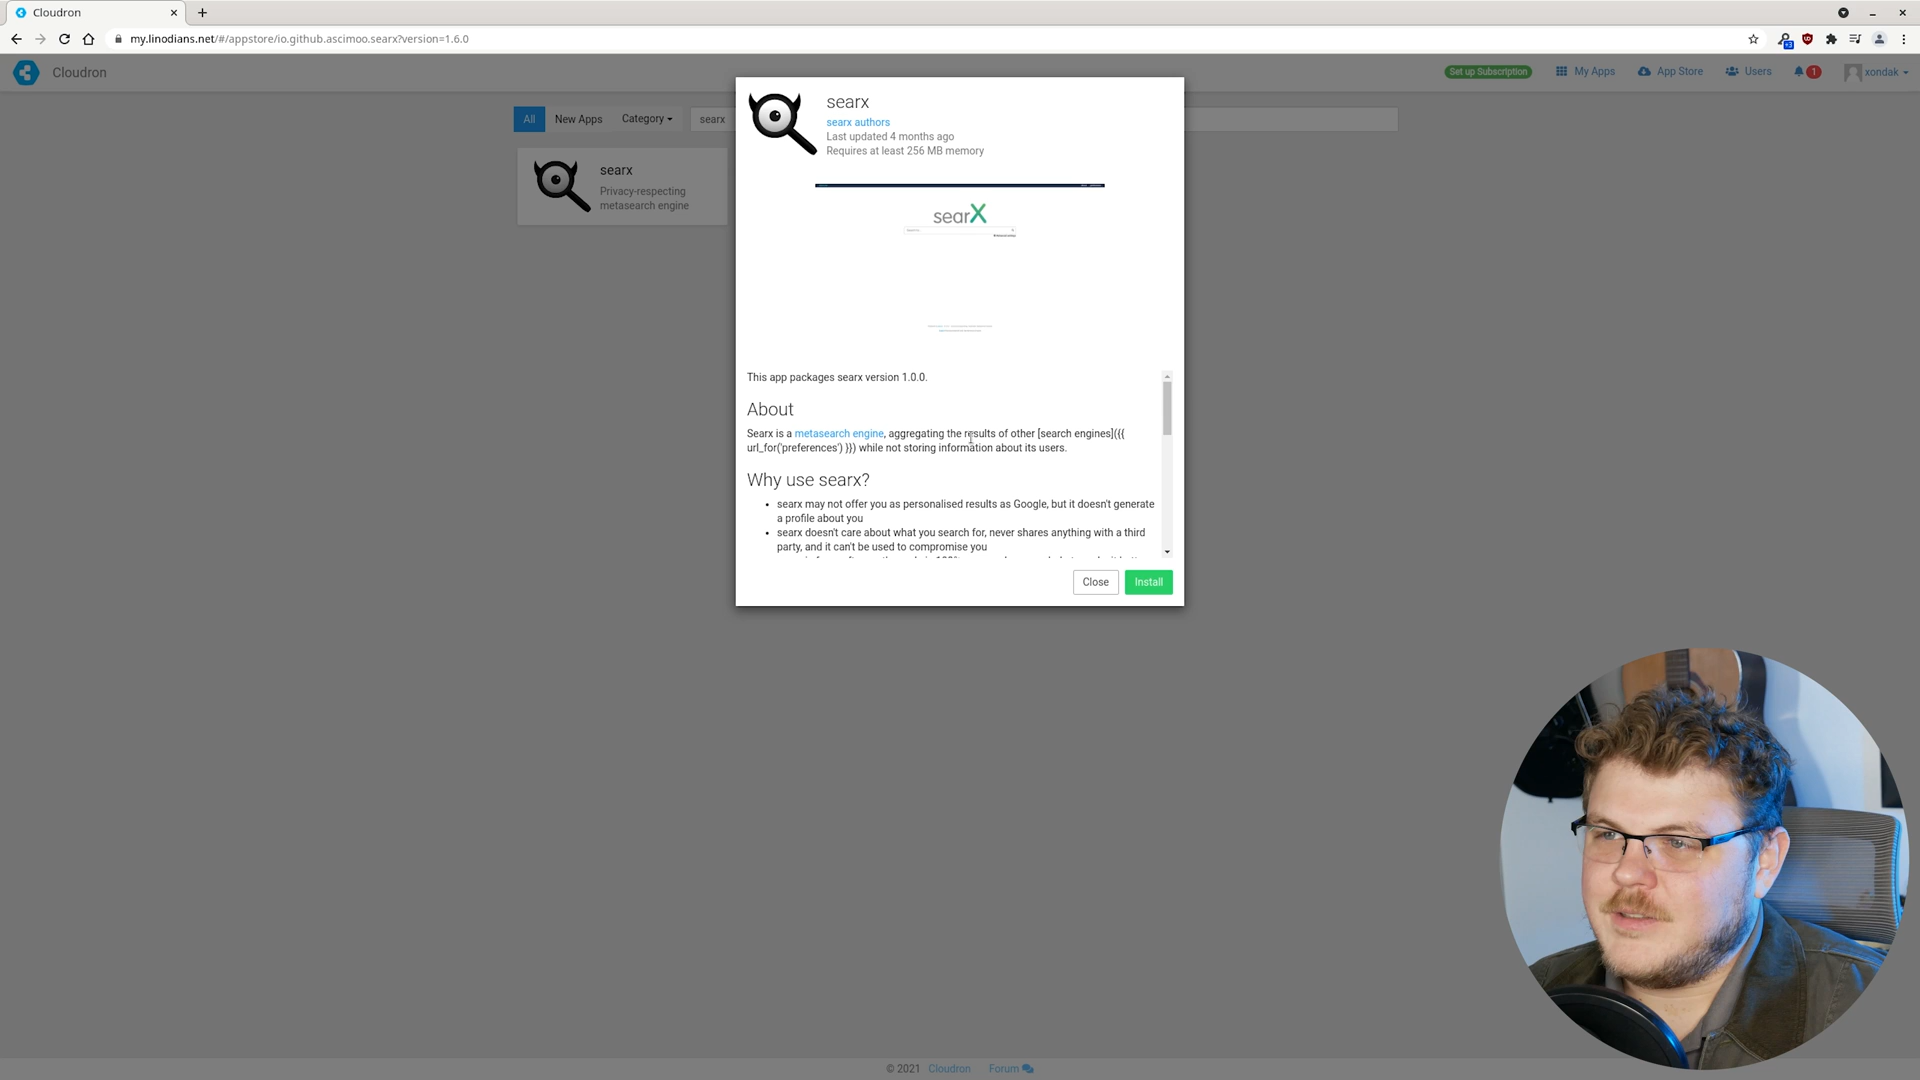 Cloudron
my.linodians.net/#/appstore/io.github.ascimoo.searx?version=1.6.0
+3
Cloudron
Set up Subscription
My Apps
App Store
Users
1
xondak
All
New Apps
Category
searx
searx
Privacy-respecting
metasearch engine
searx
searx authors
Last updated 4 months ago
Requires at least 256 MB memory
searX
This app packages searx version 1.0.0.
About
Searx is a metasearch engine, aggregating the results of other [search engines]({{
url_for('preferences') }}) while not storing information about its users.
Why use searx?
searx may not offer you as personalised results as Google, but it doesn't generate
a profile about you
searx doesn't care about what you search for, never shares anything with a third
party, and it can't be used to compromise you
Close
Install
© 2021
Cloudron
Forum